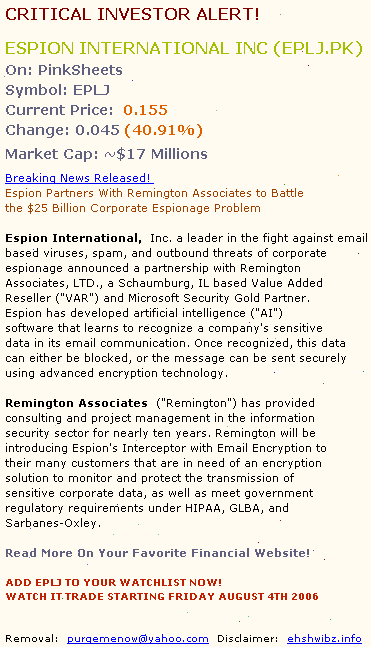 CRITICAL INVESTOR ALERT!
ESPION INTERNATIONAL INC (EPLJ.PK)
On: PinkSheets
Symbol: EPLJ
Current Price: 0.155
Change: 0.045 (40.91%)
Market Cap: ~$17 Millions
Breaking News Released!
Espion Partners With Remington Associates to Battle
the $25 Billion Corporate Espionage Problem
Espion International, Inc. a leader in the fight against email
based viruses, spam, and outbound threats of corporate
espionage announced a partnership with Remington
Associates, LTD., a Schaumburg, IL based Value Added
Reseller ("VAR") and Microsoft Security Gold Partner.
Espion has developed artificial intelligence ("AI")
software that learns to recognize a company's sensitive
data in its email communication. Once recognized, this data
can either be blocked, or the message can be sent securely
using advanced encryption technology.
Remington Associates ("Remington") has provided
consulting and project management in the information
security sector for nearly ten years. Remington will be
introducing Espion's Interceptor with Email Encryption to
their many customers that are in need of an encryption
solution to monitor and protect the transmission of
sensitive corporate data, as well as meet government
regulatory requirements under HIPAA, GLBA, and
Sarbanes-Oxley.
Read More On Your Favorite Financial Website!
ADD EPLJ TO YOUR WATCHLIST NOW!
WATCH IT TRADE STARTING FRIDAY AUGUST 4TH 2006
Removal: purgemenow@yahoo.com Disclaimer: ehshwibz.info